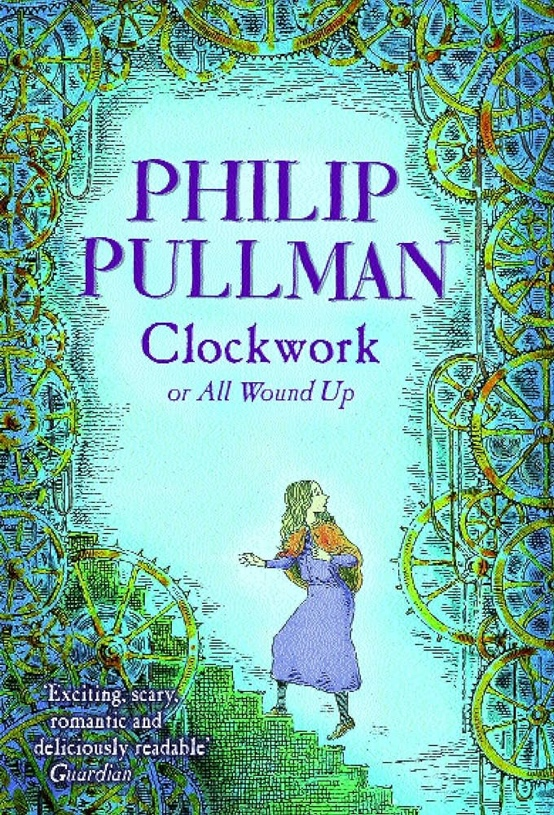 PHILIP
PULLMAN
Clockwork
or All Wound Up
'Exciting, scary,
romantic and
deliciously readable'
Guardian